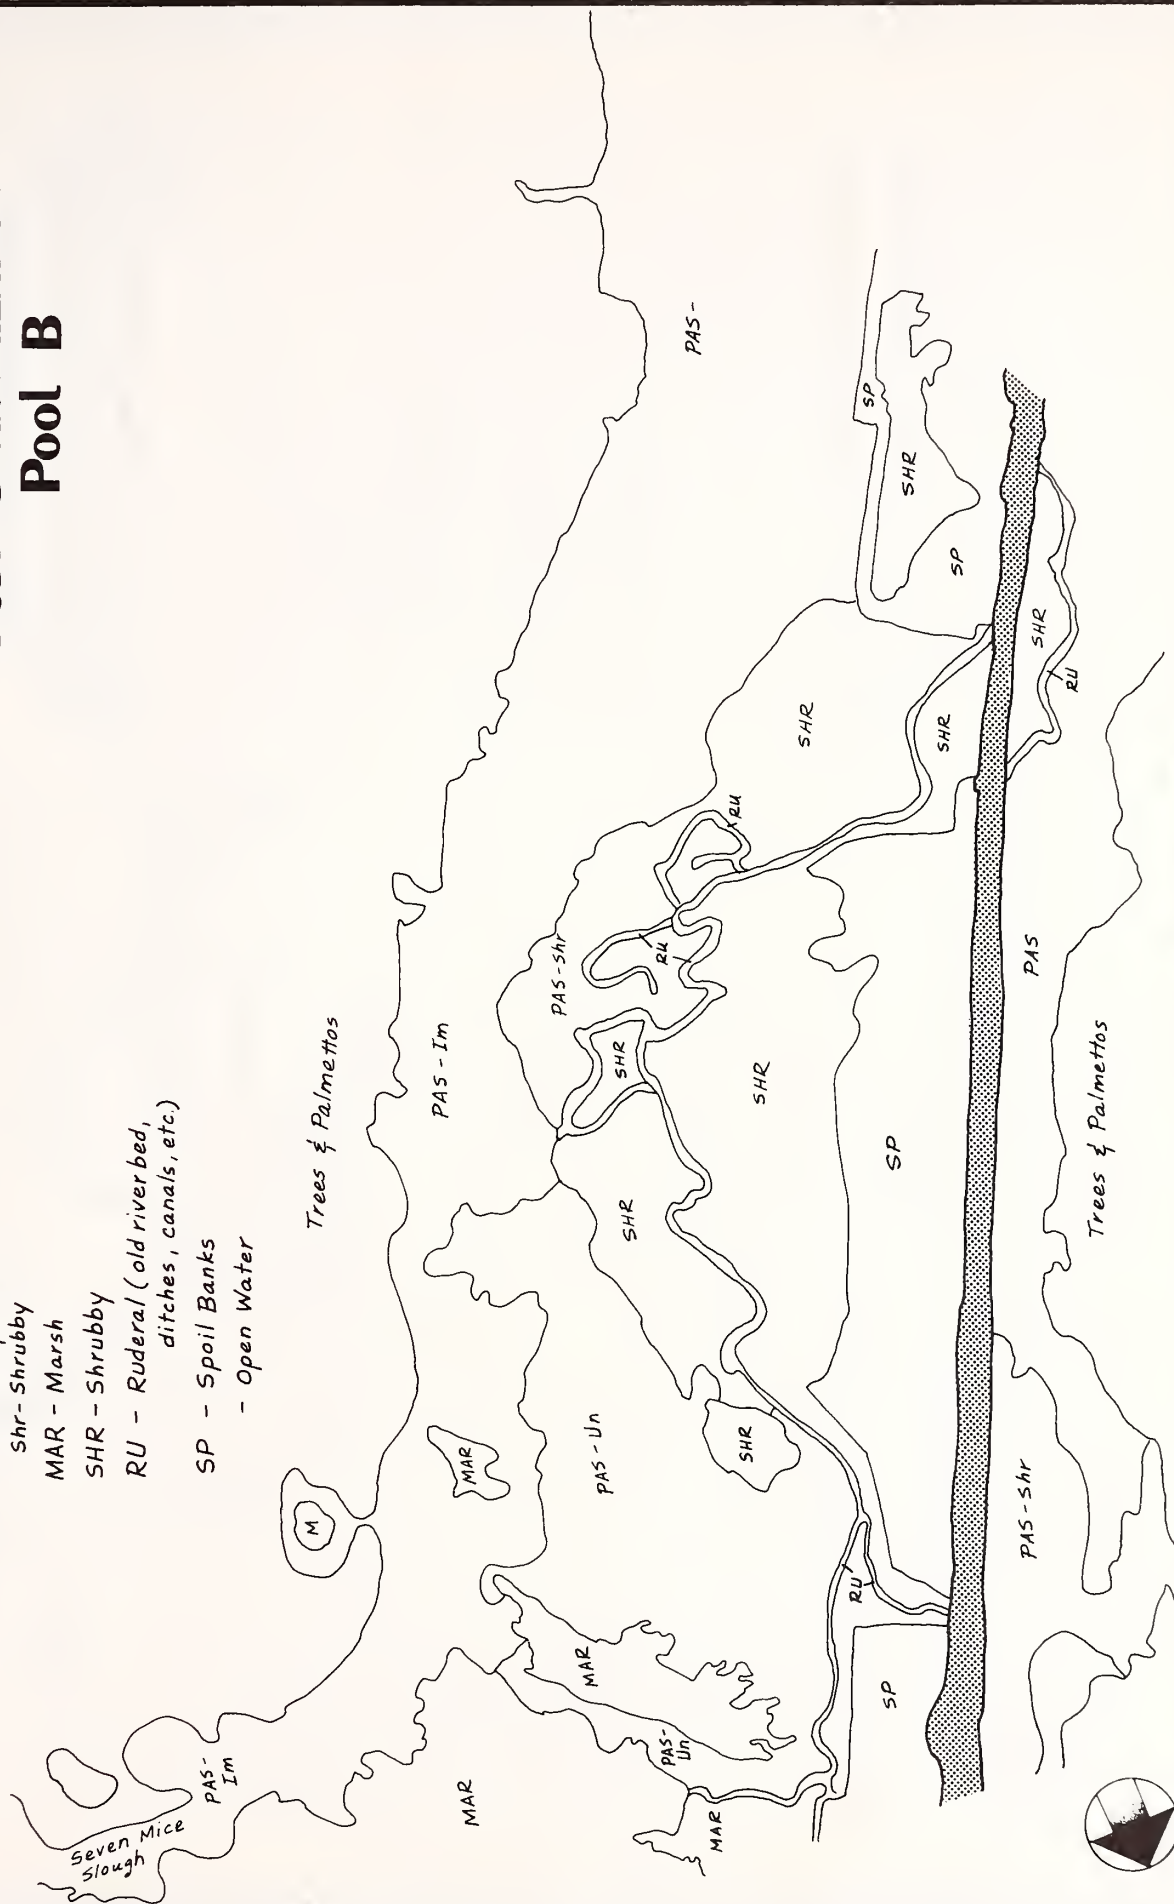 Pool B
Shr - Shrubby
MAR - Marsh
SHR - Shrubby
RU - Ruderal (old river bed,
ditches, canals, etc.)
SP - Spoil Banks
- Open Water
Seven Mice
Slough
PAS-
Im
M
Trees & Palmettos
PAS - Im
PAS-
MAR
MAR
PAS - Un
MAR
PAS-
Un
MAR
SHR
SHR
PAS-Shr
SHR
RU
RU
SHR
SHR
SHR
SP
SHR
SP
SP
SP
RU
SHR
RU
PAS
PAS-Shr
Trees & Palmettos